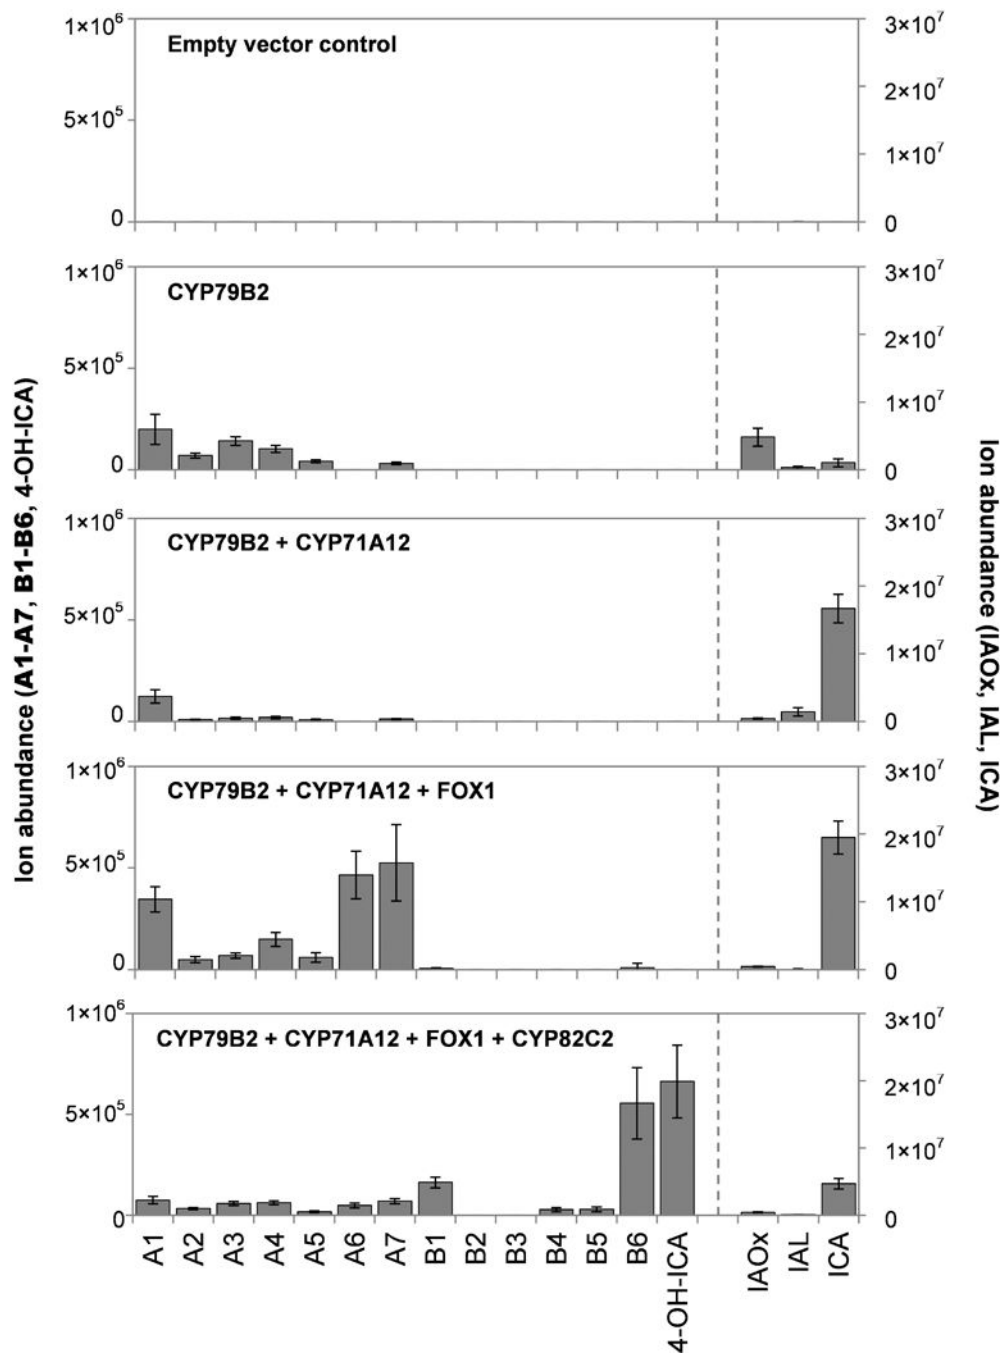 Ion abundance (A1-A7, B1-B6, 4-OH-ICA)
Ion abundance (IAOx, IAL, ICA)
Empty vector control
1×10⁶
5×10⁵
0
3×10⁷
2×10⁷
1×10⁷
0
CYP79B2
1×10⁶
5×10⁵
0
3×10⁷
2×10⁷
1×10⁷
0
CYP79B2 + CYP71A12
1×10⁶
5×10⁵
0
3×10⁷
2×10⁷
1×10⁷
0
CYP79B2 + CYP71A12 + FOX1
1×10⁶
5×10⁵
0
3×10⁷
2×10⁷
1×10⁷
0
CYP79B2 + CYP71A12 + FOX1 + CYP82C2
1×10⁶
5×10⁵
0
3×10⁷
2×10⁷
1×10⁷
0
A1
A2
A3
A4
A5
A6
A7
B1
B2
B3
B4
B5
B6
4-OH-ICA
IAOx
IAL
ICA